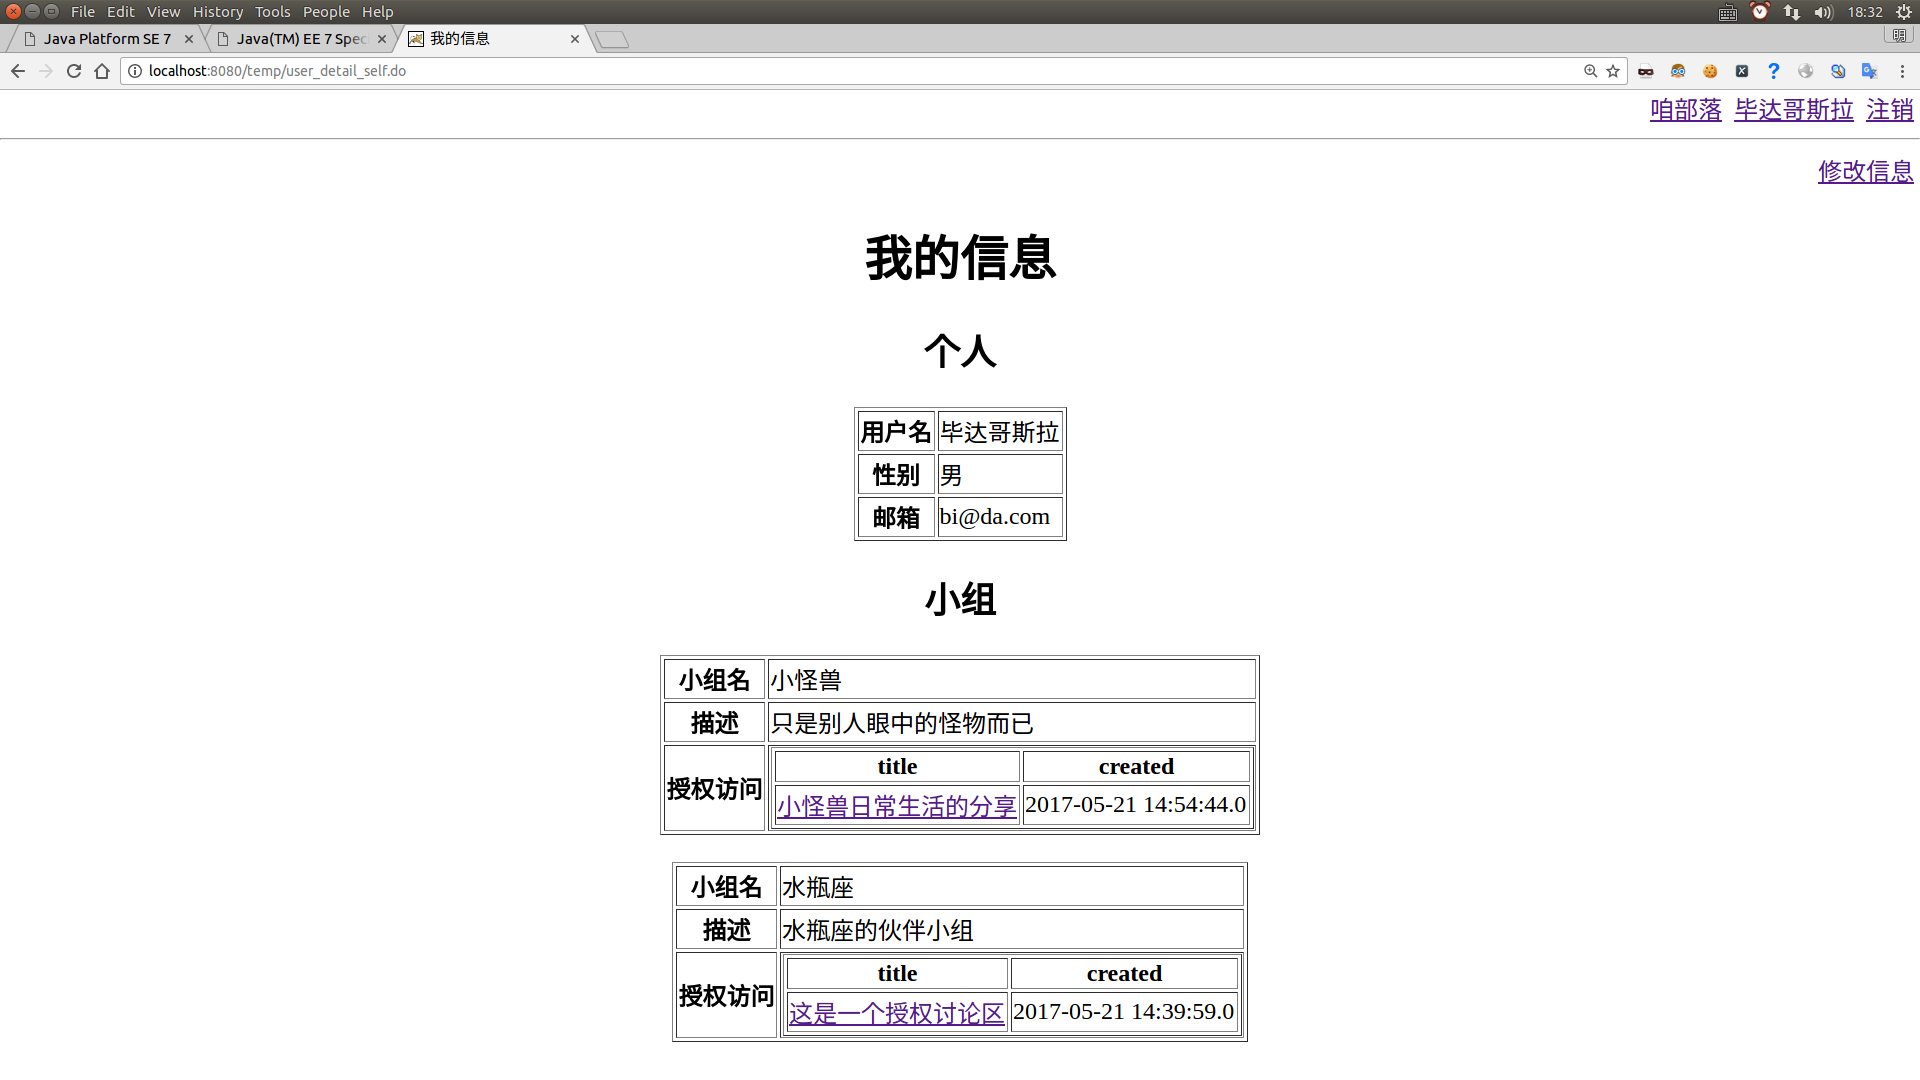 File Edit View History Tools People Help 18:32
Java Platform SE 7 Java(TM) EE 7 Spec 我的信息
localhost:8080/temp/user_detail_self.do
咱部落 毕达哥斯拉 注销
修改信息
我的信息
个人
用户名 毕达哥斯拉
性别 男
邮箱 bi@da.com
小组
小组名 小怪兽
描述 只是别人眼中的怪物而已
授权访问 title created
小怪兽日常生活的分享 2017-05-21 14:54:44.0
小组名 水瓶座
描述 水瓶座的伙伴小组
授权访问 title created
这是一个授权讨论区 2017-05-21 14:39:59.0